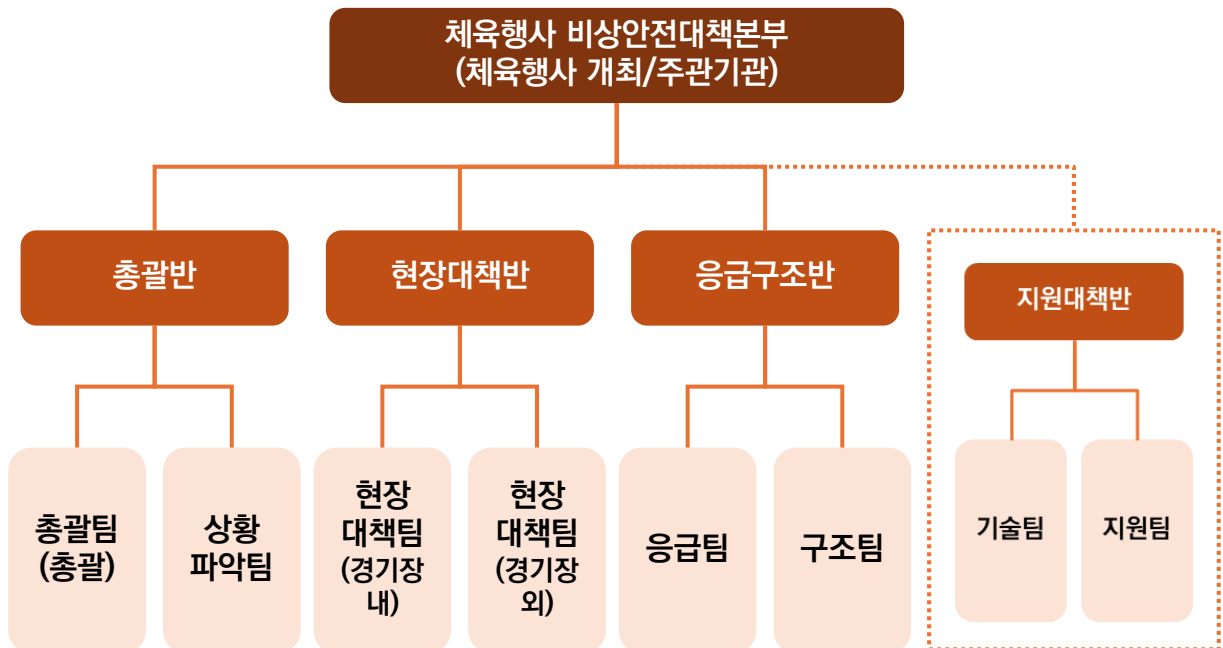 체육행사 비상안전대책본부
(체육행사 개최/주관기관)
총괄반
현장대책반
응급구조반
지원대책반
총괄팀
(총괄)
상황
파악팀
현장
대책팀
(경기장
내)
현장
대책팀
(경기장
외)
응급팀
구조팀
기술팀
지원팀